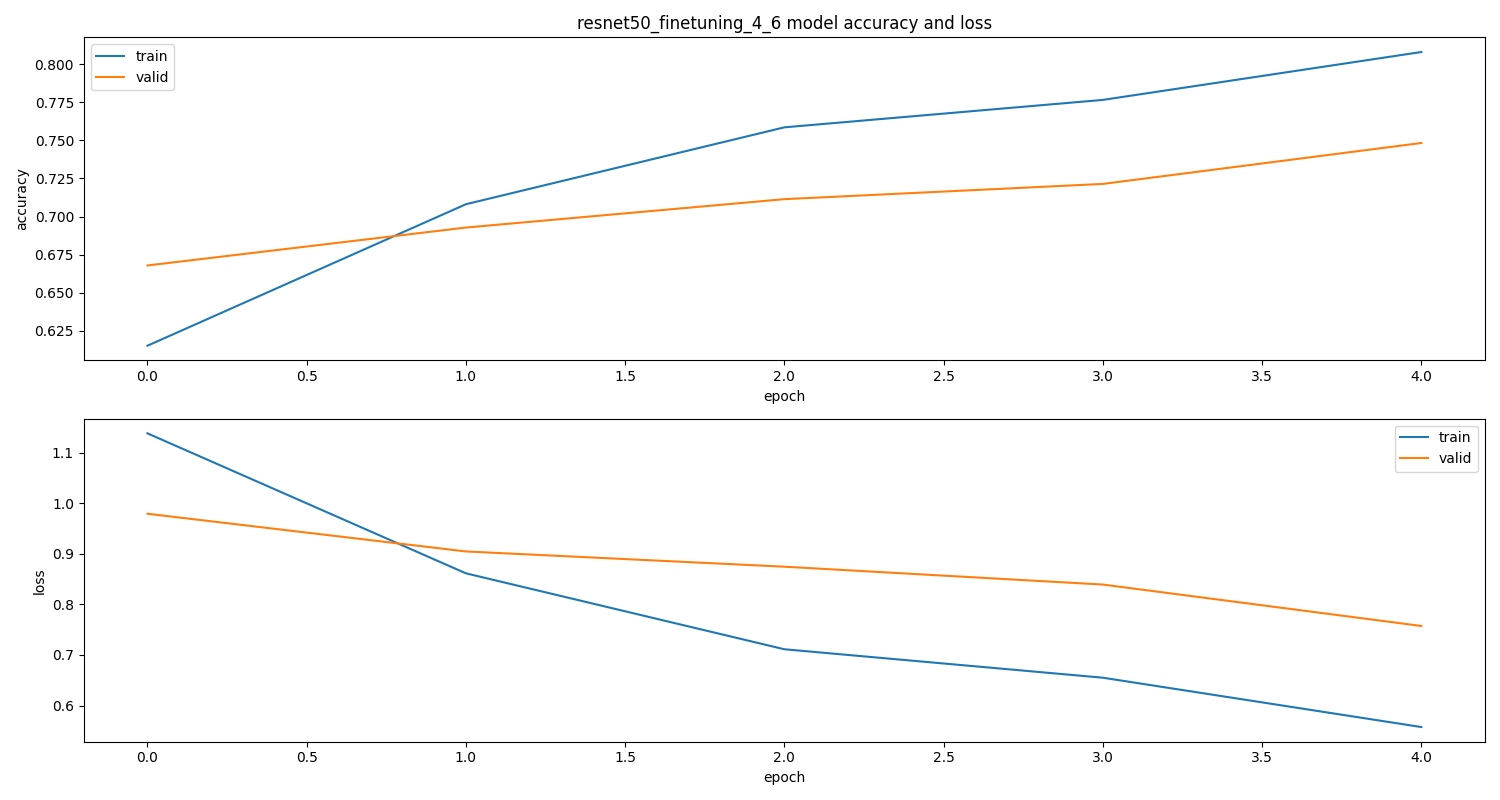 resnet50_finetuning_4_6 model accuracy and loss
train
valid
accuracy
0.800
0.775
0.750
0.725
0.700
0.675
0.650
0.625
0.0 0.5 1.0 1.5 2.0 2.5 3.0 3.5 4.0
epoch
train
valid
loss
1.1
1.0
0.9
0.8
0.7
0.6
0.0 0.5 1.0 1.5 2.0 2.5 3.0 3.5 4.0
epoch